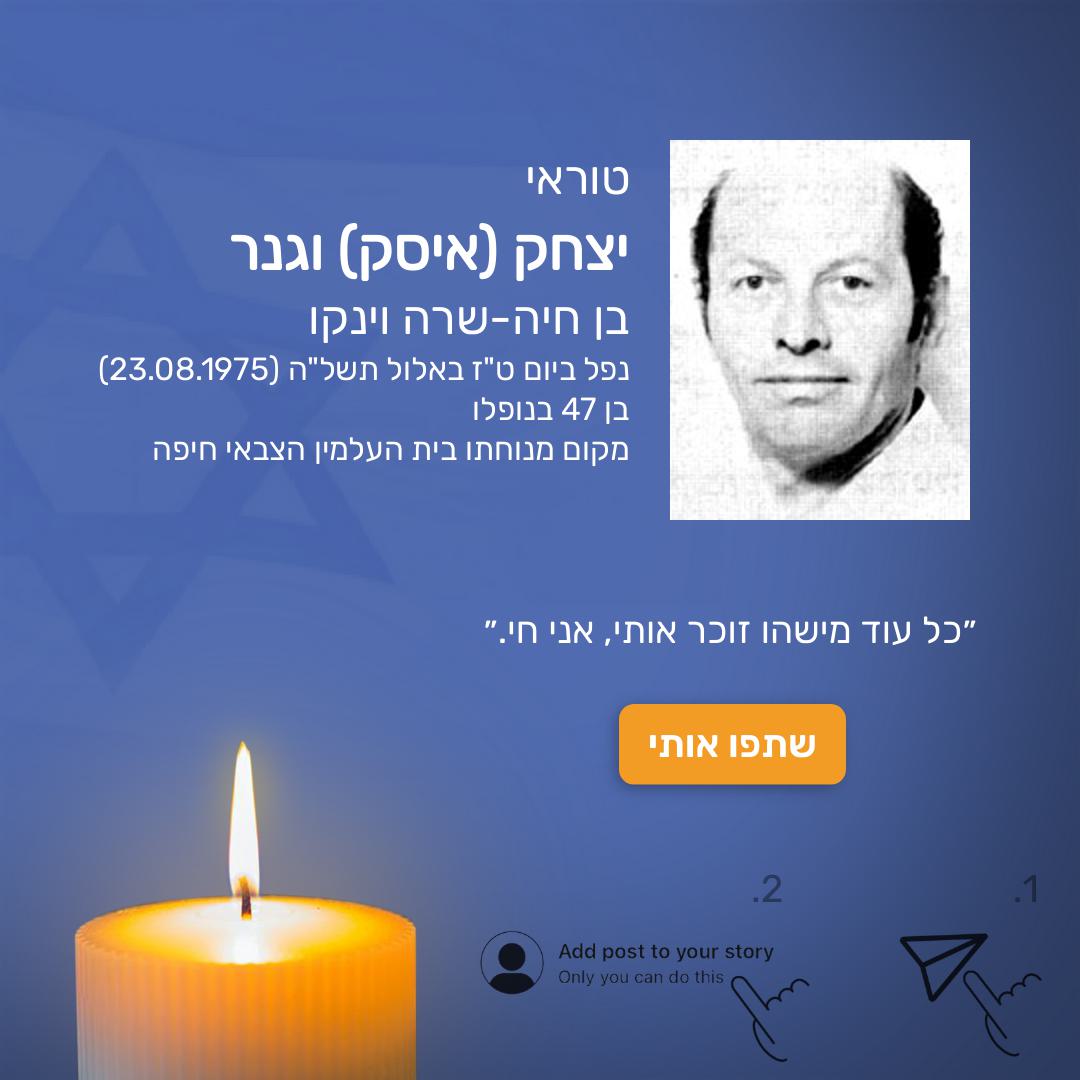 טוראי
יצחק (איסק) וגנר
בן חיה-שרה וינקו
נפל ביום ט"ז באלול תשל"ה (23.08.1975)
בן 47 בנופלו
מקום מנוחתו בית העלמין הצבאי חיפה
״כל עוד מישהו זוכר אותי, אני חי.״
שתפו אותי
1.
2.
Add post to your story
Only you can do this